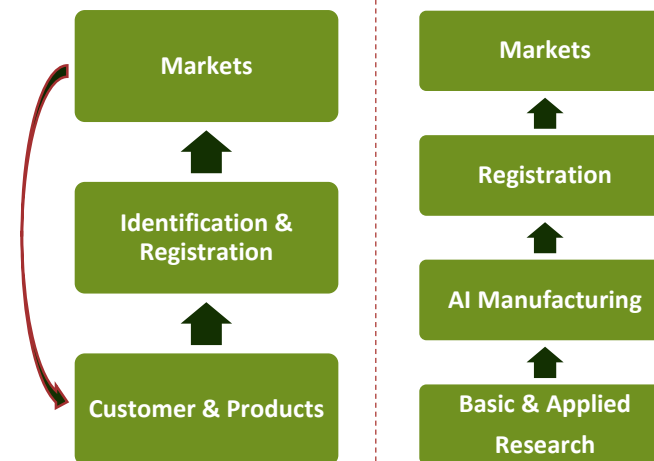 Markets
Identification &
Registration
Customer & Products
Markets
Registration
AI Manufacturing
Basic & Applied
Research